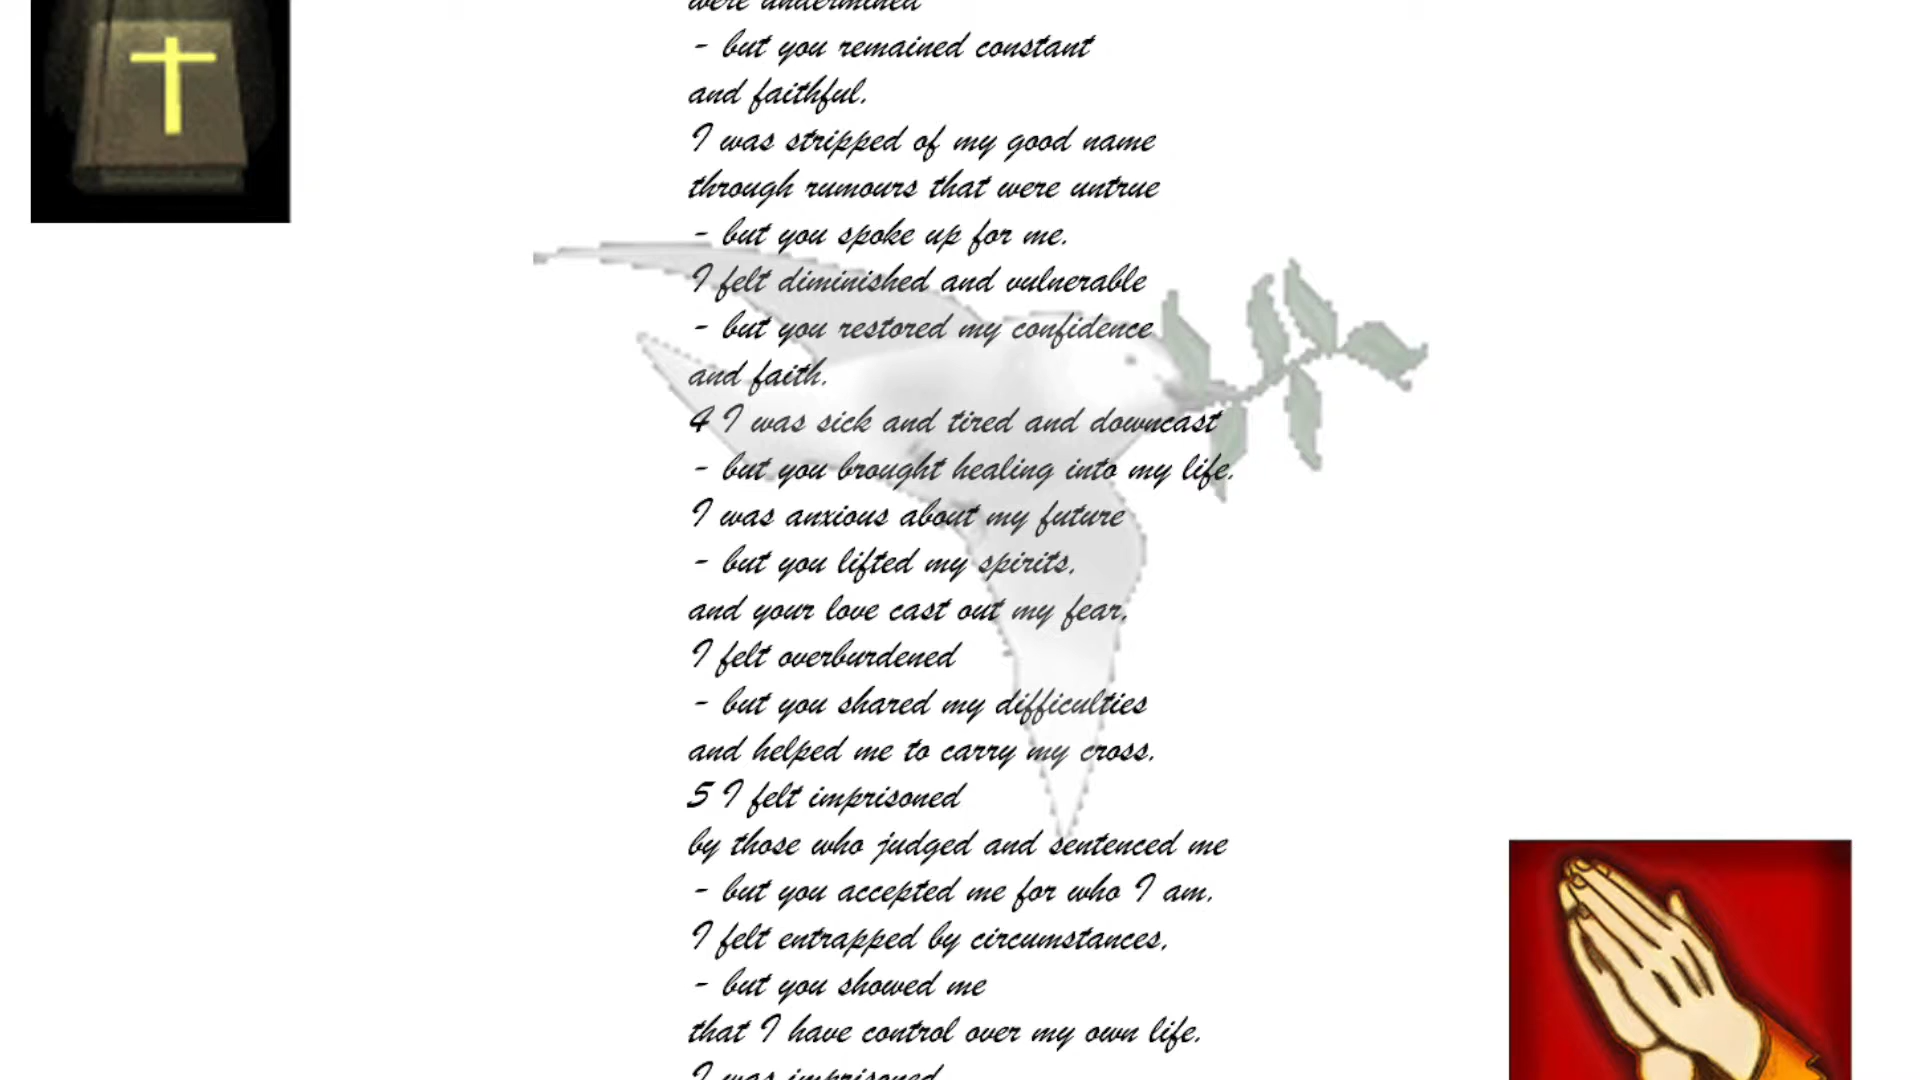 were undermined
- but you remained constant
and faithful.
I was stripped of my good name
through rumours that were untrue
- but you spoke up for me.
I felt diminished and vulnerable
- but you restored my confidence
and faith.
4 I was sick and tired and downcast
- but you brought healing into my life.
I was anxious about my future
- but you lifted my spirits,
and your love cast out my fear.
I felt overburdened
- but you shared my difficulties
and helped me to carry my cross.
5 I felt imprisoned
by those who judged and sentenced me
- but you accepted me for who I am.
I felt entrapped by circumstances,
- but you showed me
that I have control over my own life.
I was imprisoned